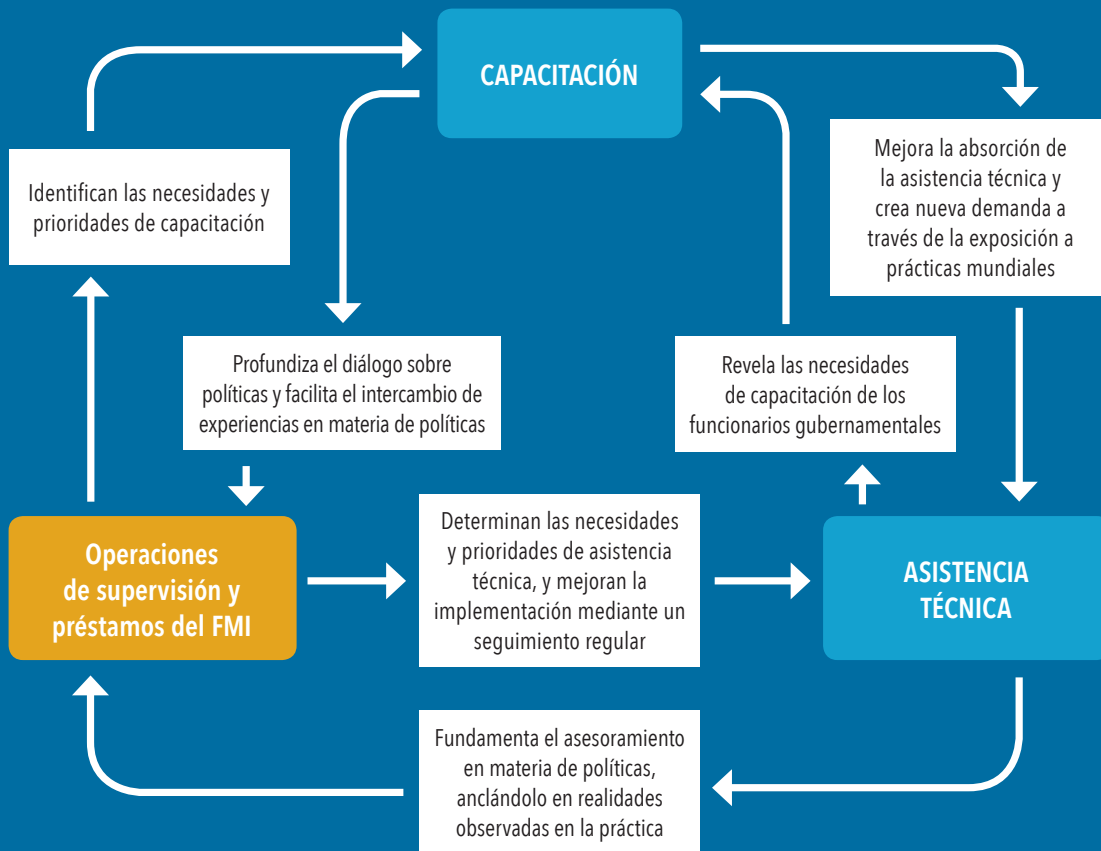 CAPACITACIÓN
Identifican las necesidades y
prioridades de capacitación
Mejora la absorción de
la asistencia técnica y
crea nueva demanda a
través de la exposición a
prácticas mundiales
Profundiza el diálogo sobre
políticas y facilita el intercambio de
experiencias en materia de políticas
Revela las necesidades
de capacitación de los
funcionarios gubernamentales
Operaciones
de supervisión y
préstamos del FMI
Determinan las necesidades
y prioridades de asistencia
técnica, y mejoran la
implementación mediante un
seguimiento regular
ASISTENCIA
TÉCNICA
Fundamenta el asesoramiento
en materia de políticas,
anclándolo en realidades
observadas en la práctica